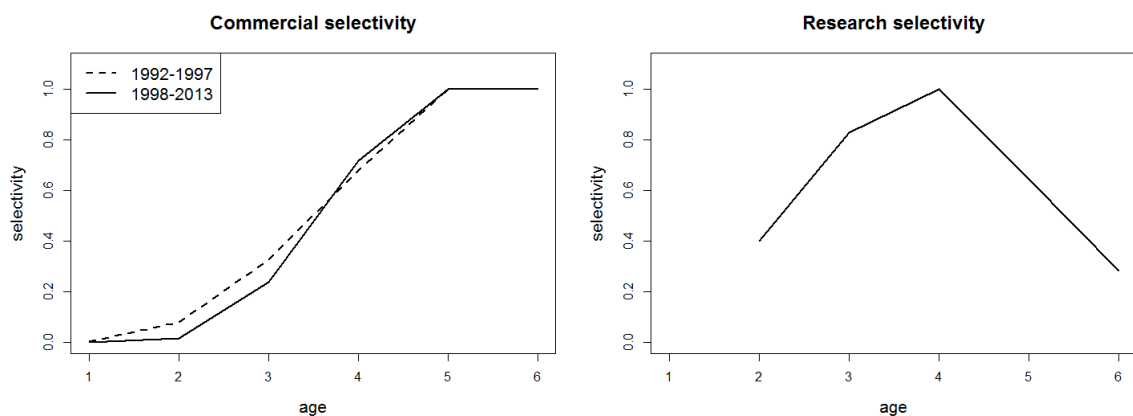 Commercial selectivity
1992-1997
1998-2013
selectivity
0.0 0.2 0.4 0.6 0.8 1.0
1 2 3 4 5 6
age
Research selectivity
selectivity
0.0 0.2 0.4 0.6 0.8 1.0
1 2 3 4 5 6
age